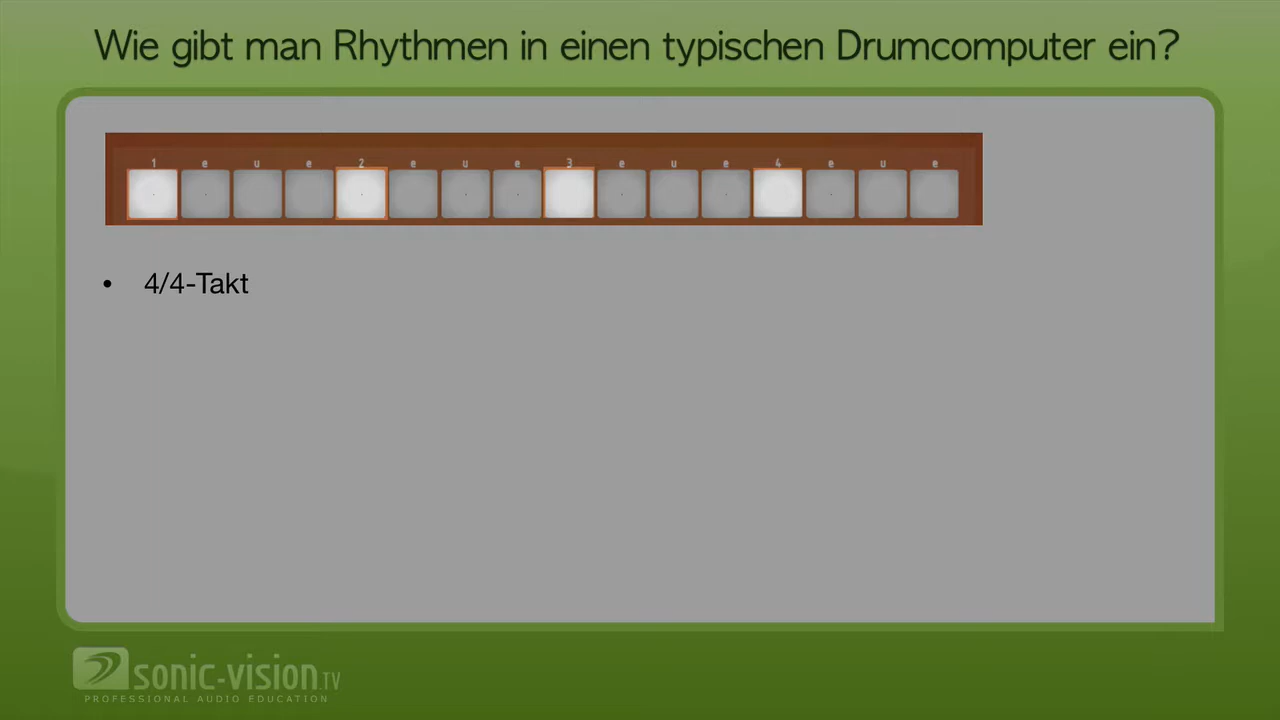 Wie gibt man Rhythmen in einen typischen Drumcomputer ein?
1 e u e 2 e u e 3 e u e 4 e u e
• 4/4-Takt
sonic-vision.TV
PROFESSIONAL AUDIO EDUCATION